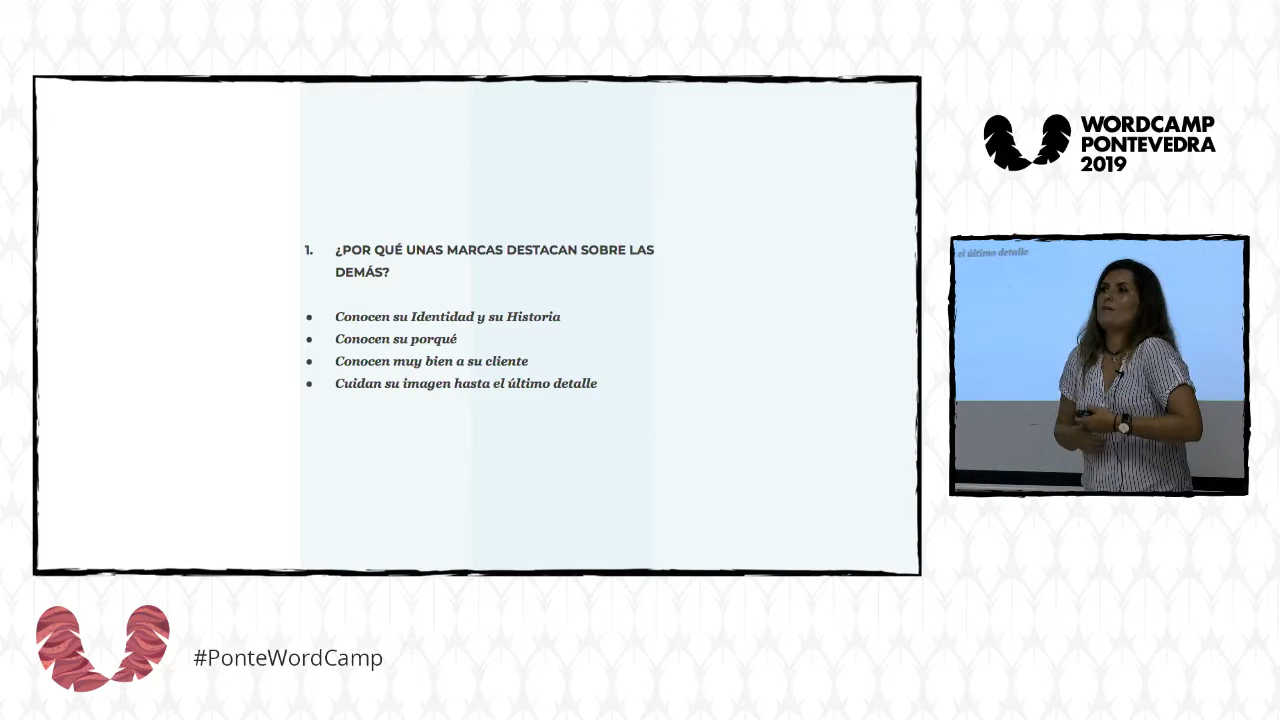 1. ¿POR QUÉ UNAS MARCAS DESTACAN SOBRE LAS
DEMÁS?
• Conocen su Identidad y su Historia
• Conocen su porqué
• Conocen muy bien a su cliente
• Cuidan su imagen hasta el último detalle
WORDCAMP
PONTEVEDRA
2019
el último detalle
#PonteWordCamp